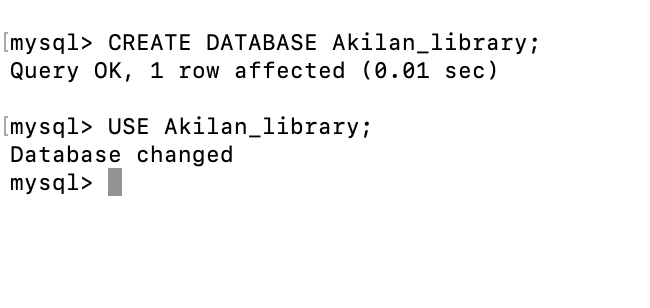 [mysql> CREATE DATABASE Akilan_library;
Query OK, 1 row affected (0.01 sec)
[mysql> USE Akilan_library;
Database changed
mysql>